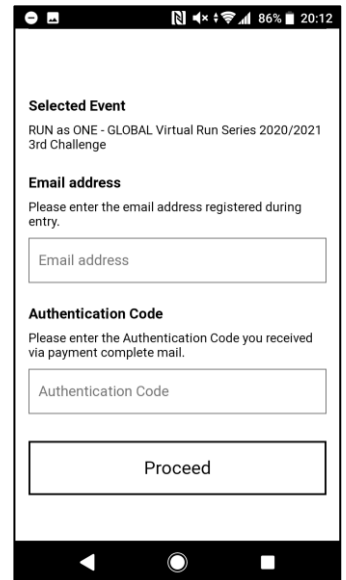 86% 20:12
Selected Event
RUN as ONE - GLOBAL Virtual Run Series 2020/2021
3rd Challenge
Email address
Please enter the email address registered during
entry.
Email address
Authentication Code
Please enter the Authentication Code you received
via payment complete mail.
Authentication Code
Proceed